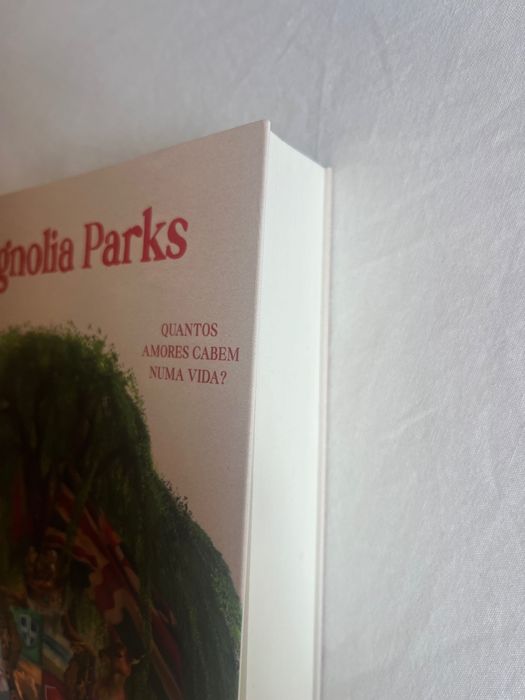 gnolia Parks
QUANTOS
AMORES CABEM
NUMA VIDA?